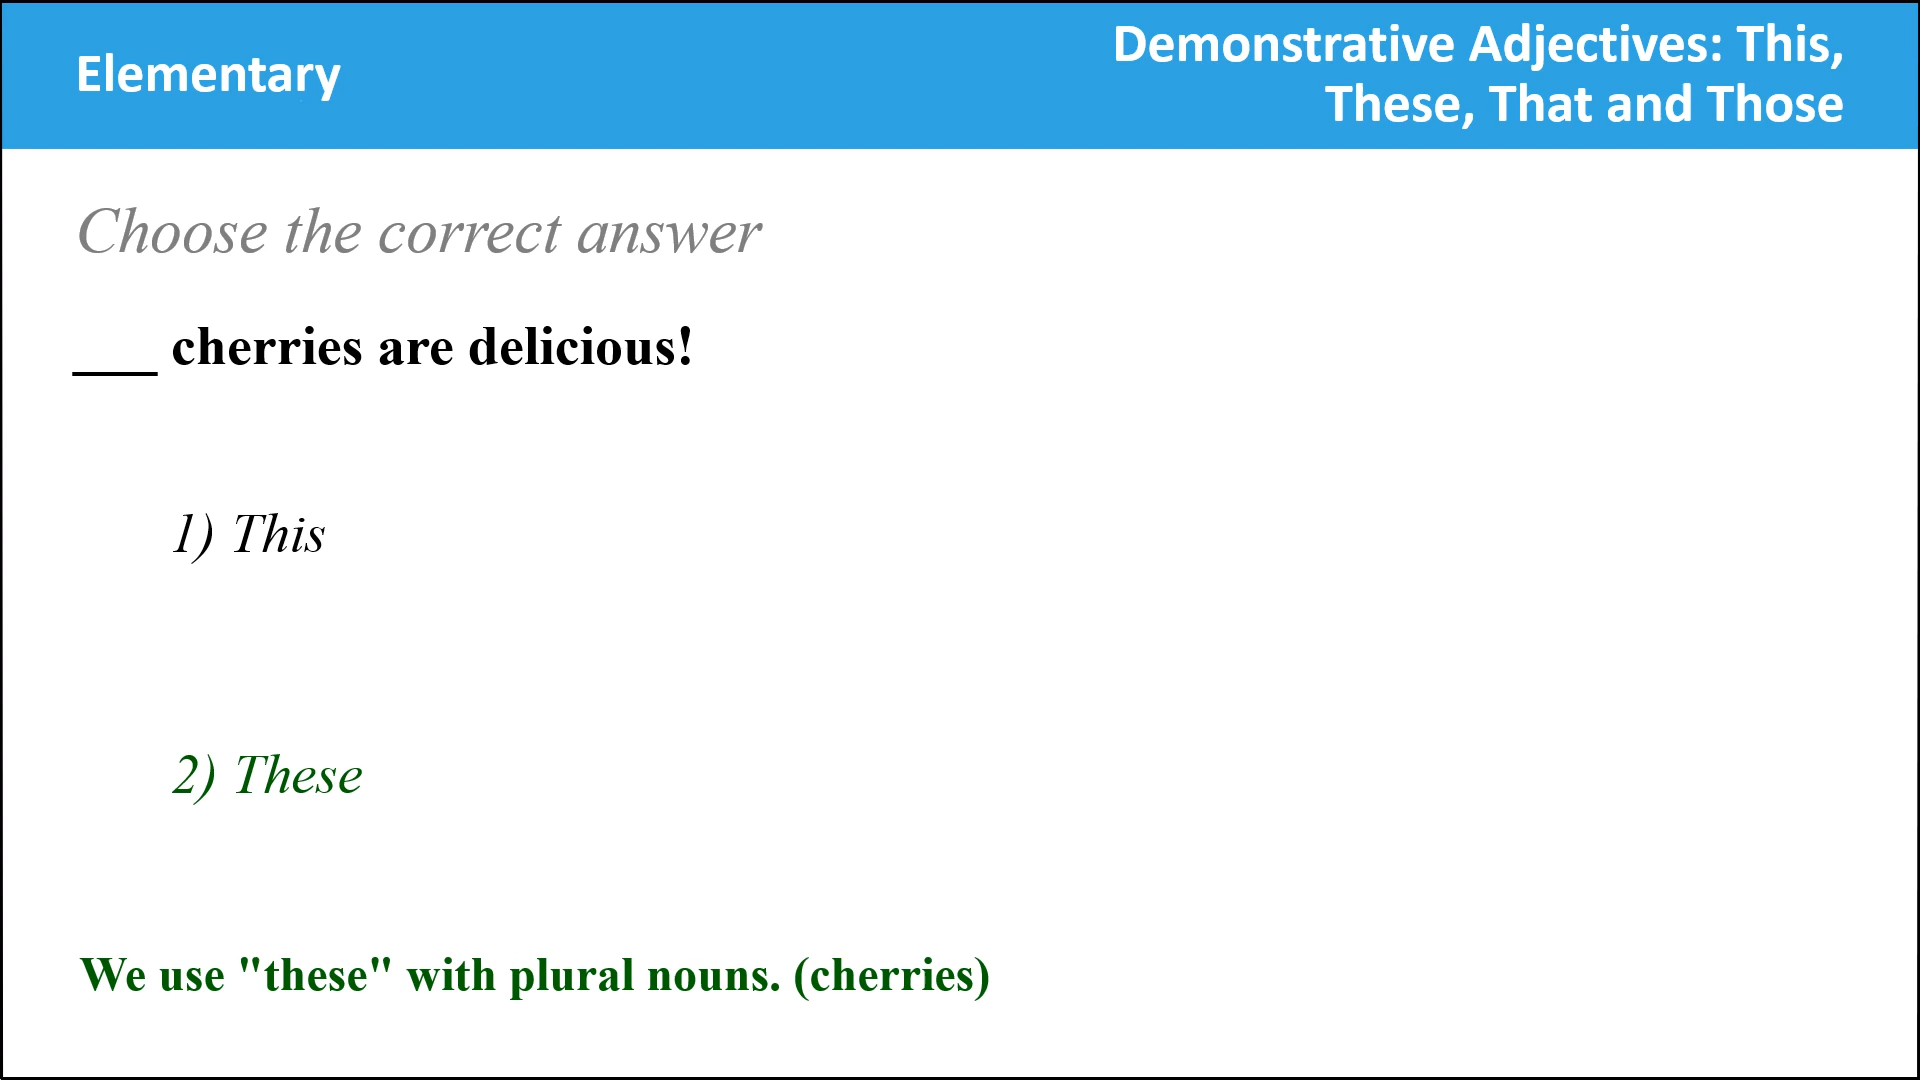 Elementary
Demonstrative Adjectives: This,
These, That and Those
Choose the correct answer
___ cherries are delicious!
1) This
2) These
We use "these" with plural nouns. (cherries)